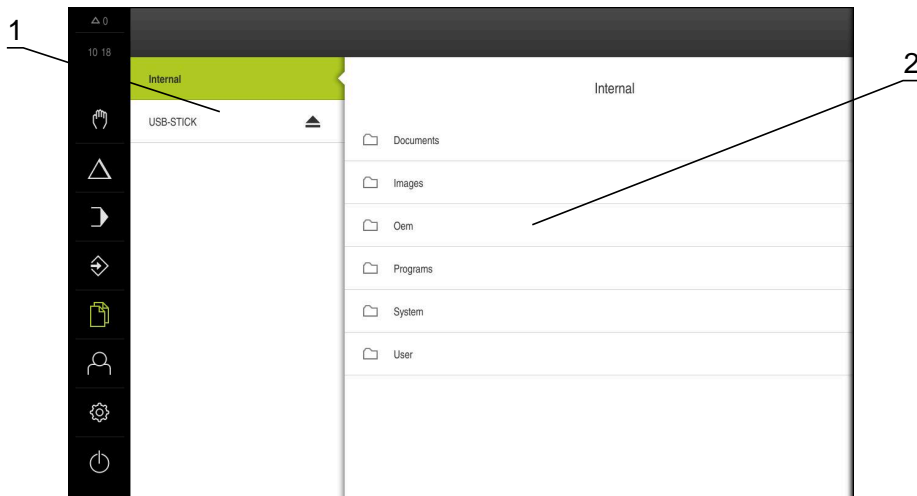 1
△ 0
10 18
2
Internal
Internal
USB-STICK
Documents
Images
Oem
Programs
System
User